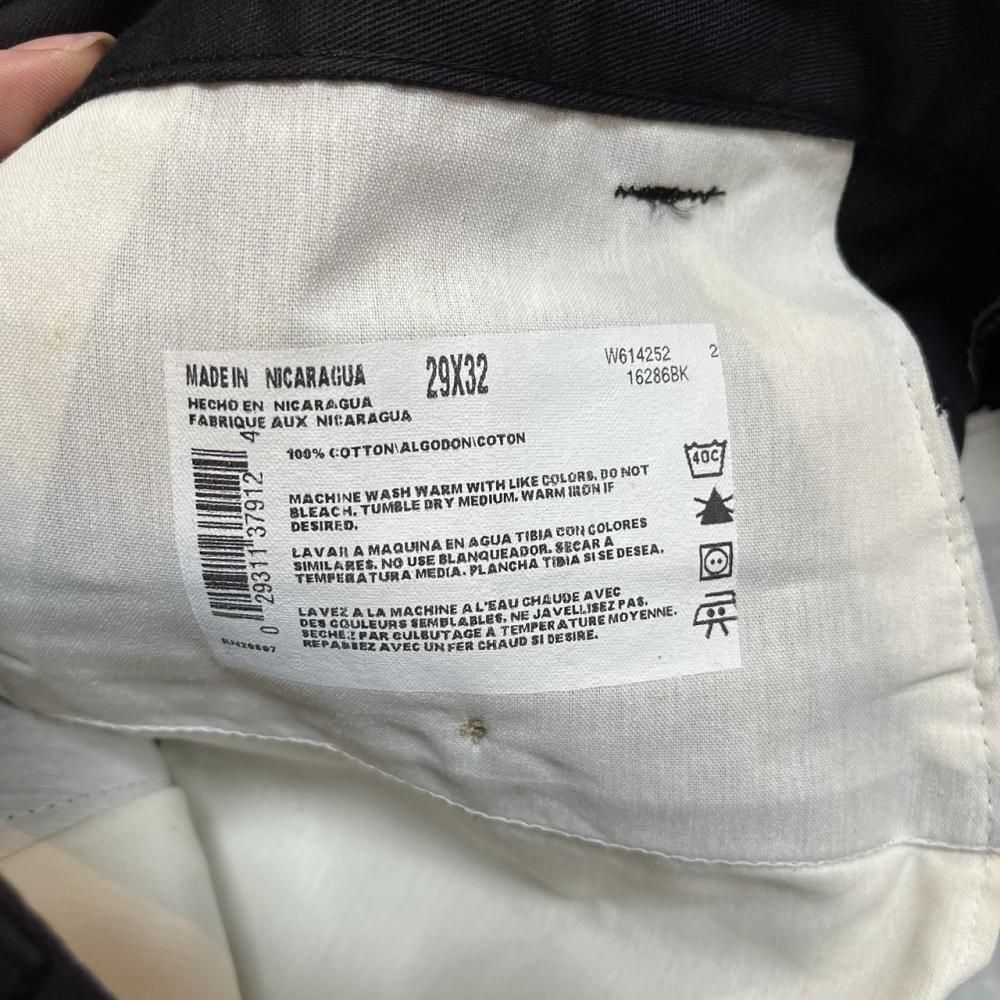 MADE IN NICARAGUA
29X32
W614252 2
16286BK
HECHO EN NICARAGUA
FABRIQUE AUX NICARAGUA
100% COTTON\ALGODON\COTON
MACHINE WASH WARM WITH LIKE COLORS. DO NOT
BLEACH. TUMBLE DRY MEDIUM. WARM IRON IF
DESIRED.
LAVAR A MAQUINA EN AGUA TIBIA CON COLORES
SIMILARES. NO USE BLANQUEADOR. SECAR A
TEMPERATURA MEDIA. PLANCHA TIBIA SI SE DESEA.
LAVEZ A LA MACHINE A L'EAU CHAUDE AVEC
DES COULEURS SEMBLABLES, NE JAVELLISEZ PAS,
SECHEZ PAR CULBUTAGE A TEMPERATURE MOYENNE.
REPASSEZ AVEC UN FER CHAUD SI DESIRE.
0 29311 37912 4
40C